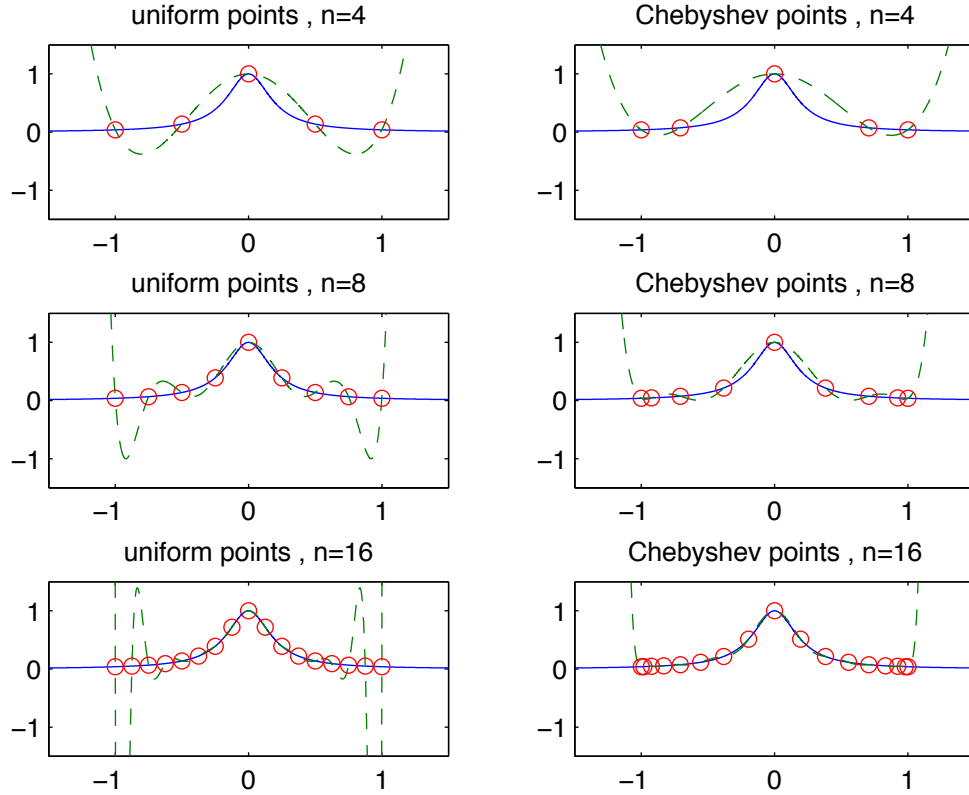 uniform points , n=4
1
0
−1
−1 0 1
Chebyshev points , n=4
1
0
−1
−1 0 1
uniform points , n=8
1
0
−1
−1 0 1
Chebyshev points , n=8
1
0
−1
−1 0 1
uniform points , n=16
1
0
−1
−1 0 1
Chebyshev points , n=16
1
0
−1
−1 0 1